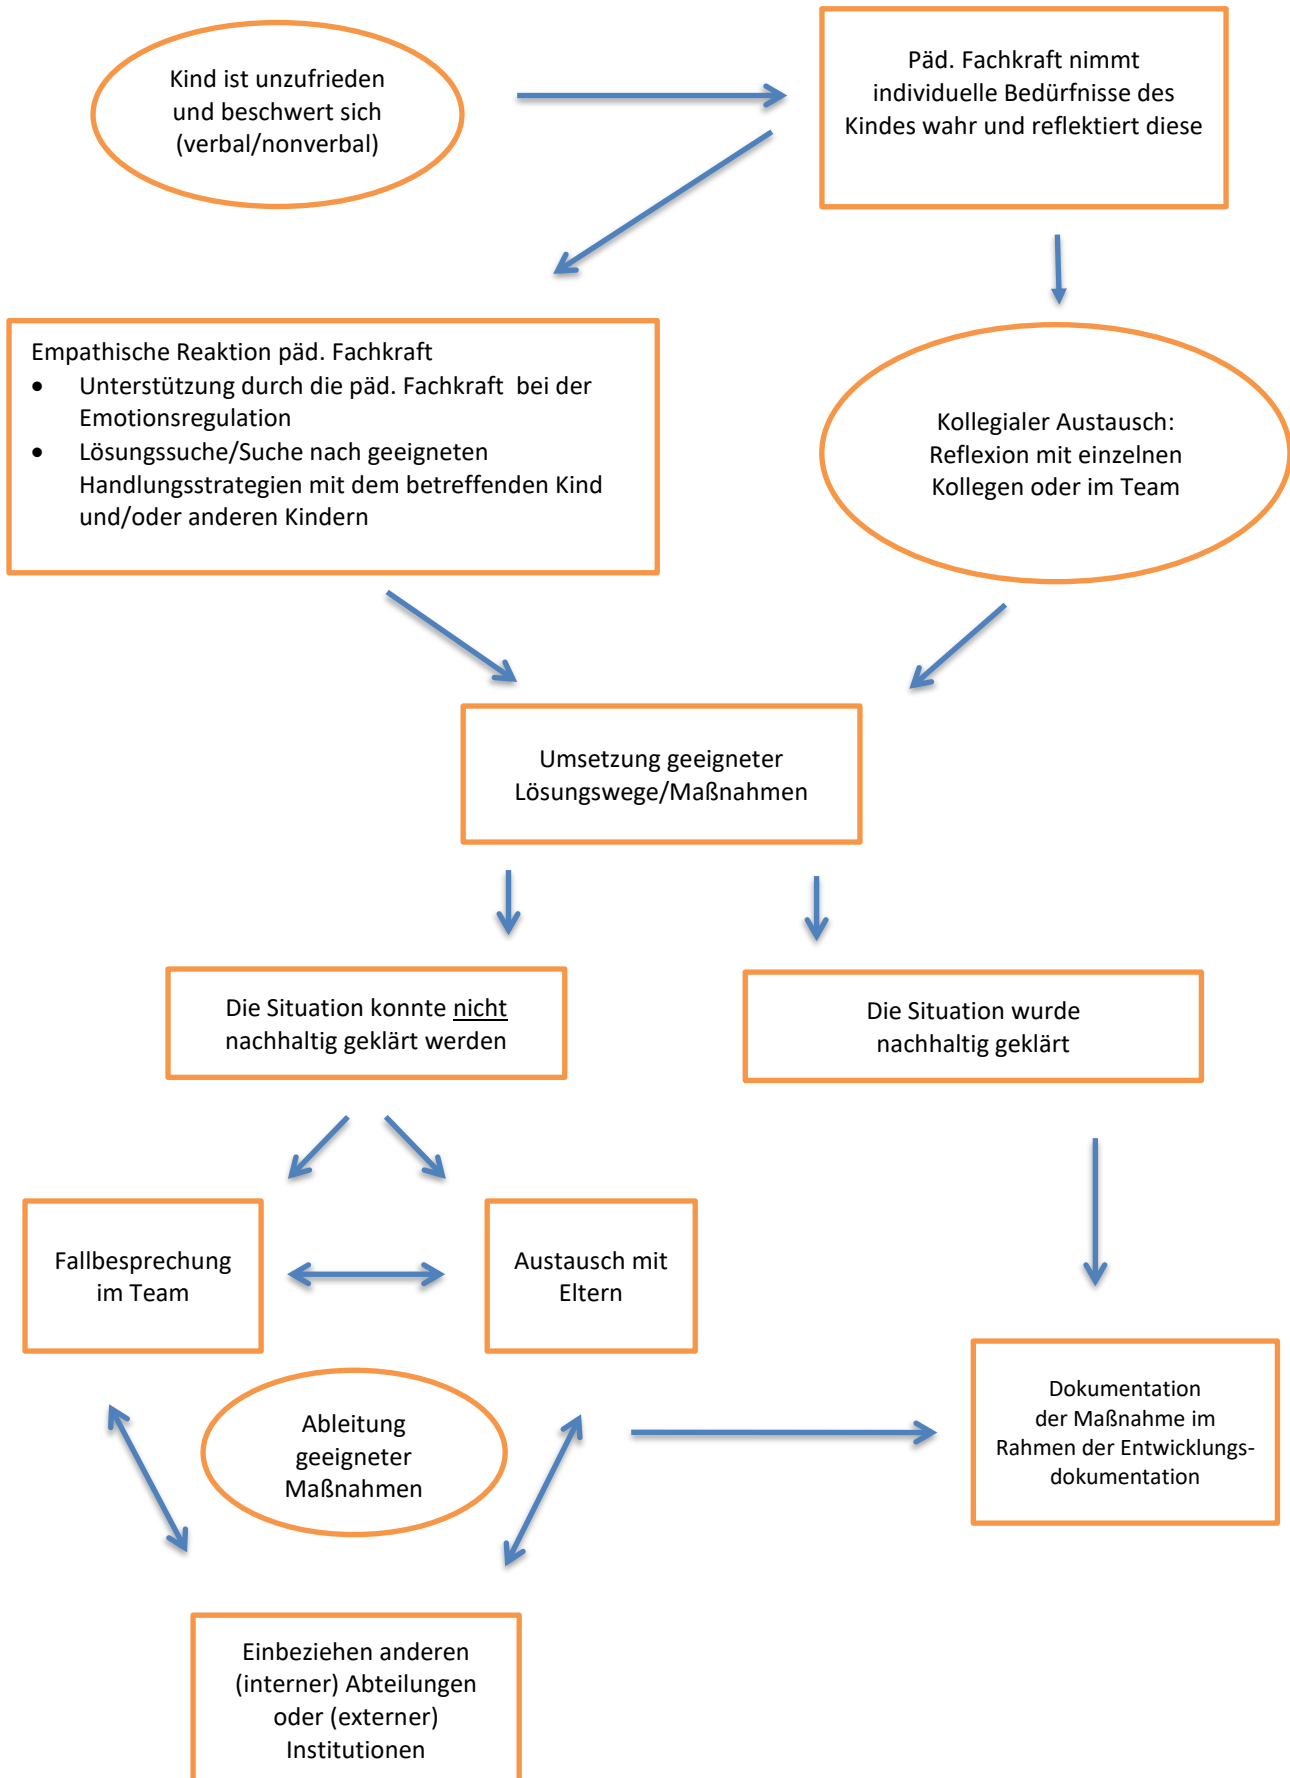 Kind ist unzufrieden
und beschwert sich
(verbal/nonverbal)
Päd. Fachkraft nimmt
individuelle Bedürfnisse des
Kindes wahr und reflektiert diese
Empathische Reaktion päd. Fachkraft
• Unterstützung durch die päd. Fachkraft bei der
Emotionsregulation
• Lösungssuche/Suche nach geeigneten
Handlungsstrategien mit dem betreffenden Kind
und/oder anderen Kindern
Kollegialer Austausch:
Reflexion mit einzelnen
Kollegen oder im Team
Umsetzung geeigneter
Lösungswege/Maßnahmen
Die Situation konnte nicht
nachhaltig geklärt werden
Die Situation wurde
nachhaltig geklärt
Fallbesprechung
im Team
Austausch mit
Eltern
Ableitung
geeigneter
Maßnahmen
Dokumentation
der Maßnahme im
Rahmen der Entwicklungs-
dokumentation
Einbeziehen anderen
(interner) Abteilungen
oder (externer)
Institutionen